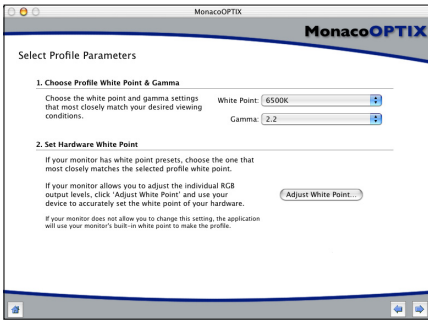 MonacoOPTIX
MonacoOPTIX
Select Profile Parameters
1. Choose Profile White Point & Gamma
Choose the white point and gamma settings
that most closely match your desired viewing
conditions.
White Point: 6500K
Gamma: 2.2
2. Set Hardware White Point
If your monitor has white point presets, choose the one that
most closely matches the selected profile white point.
If your monitor allows you to adjust the individual RGB
output levels, click 'Adjust White Point' and use your
device to accurately set the white point of your hardware.
Adjust White Point...
If your monitor does not allow you to change this setting, the application
will use your monitor's built-in white point to make the profile.